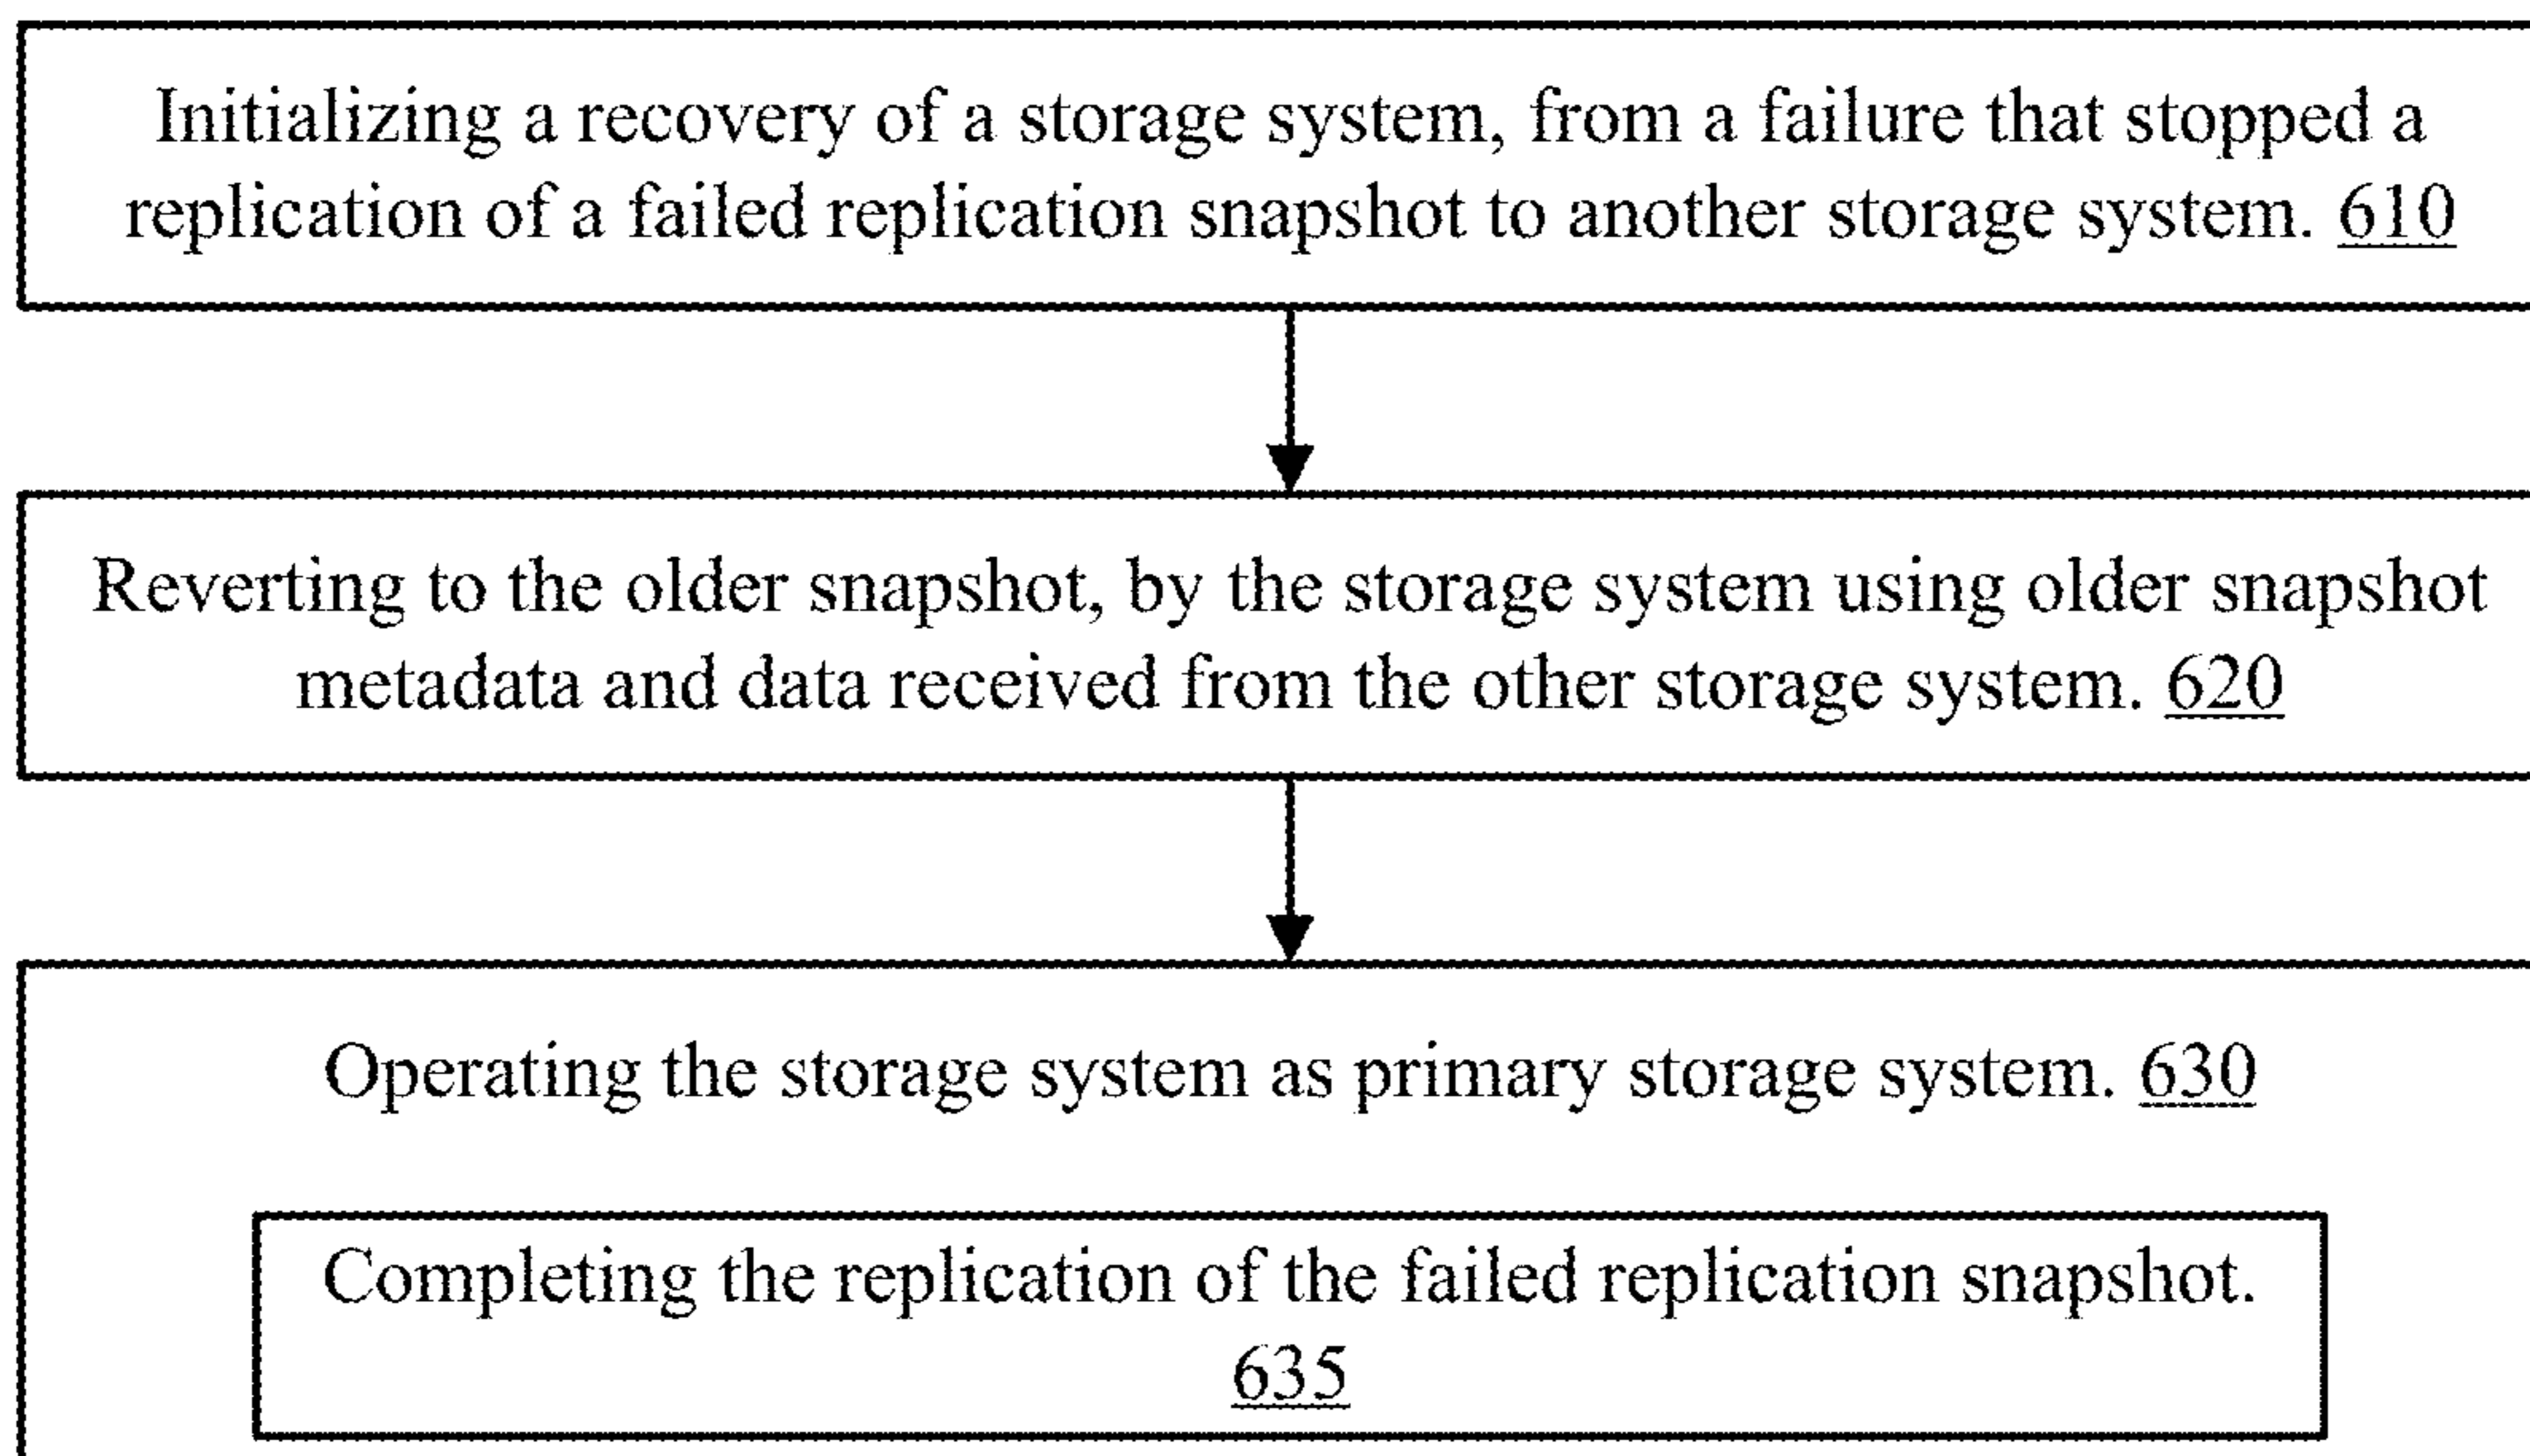 Initializing a recovery of a storage system, from a failure that stopped a
replication of a failed replication snapshot to another storage system. 610
Reverting to the older snapshot, by the storage system using older snapshot
metadata and data received from the other storage system. 620
Operating the storage system as primary storage system. 630
Completing the replication of the failed replication snapshot.
635